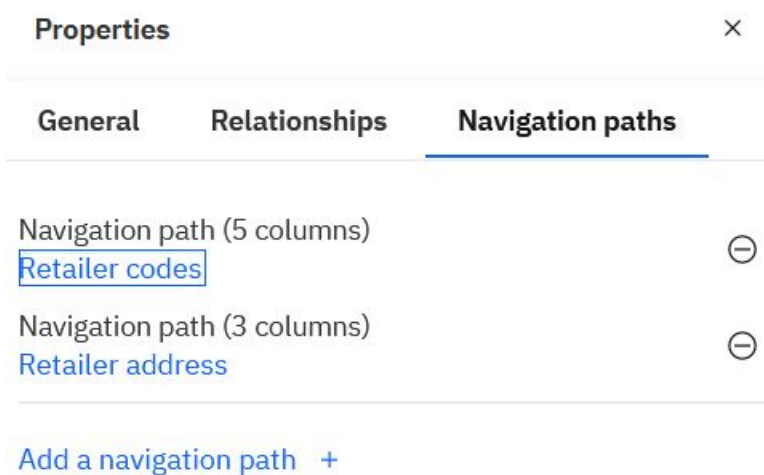 Properties
General Relationships Navigation paths
Navigation path (5 columns)
Retailer codes
Navigation path (3 columns)
Retailer address
Add a navigation path +